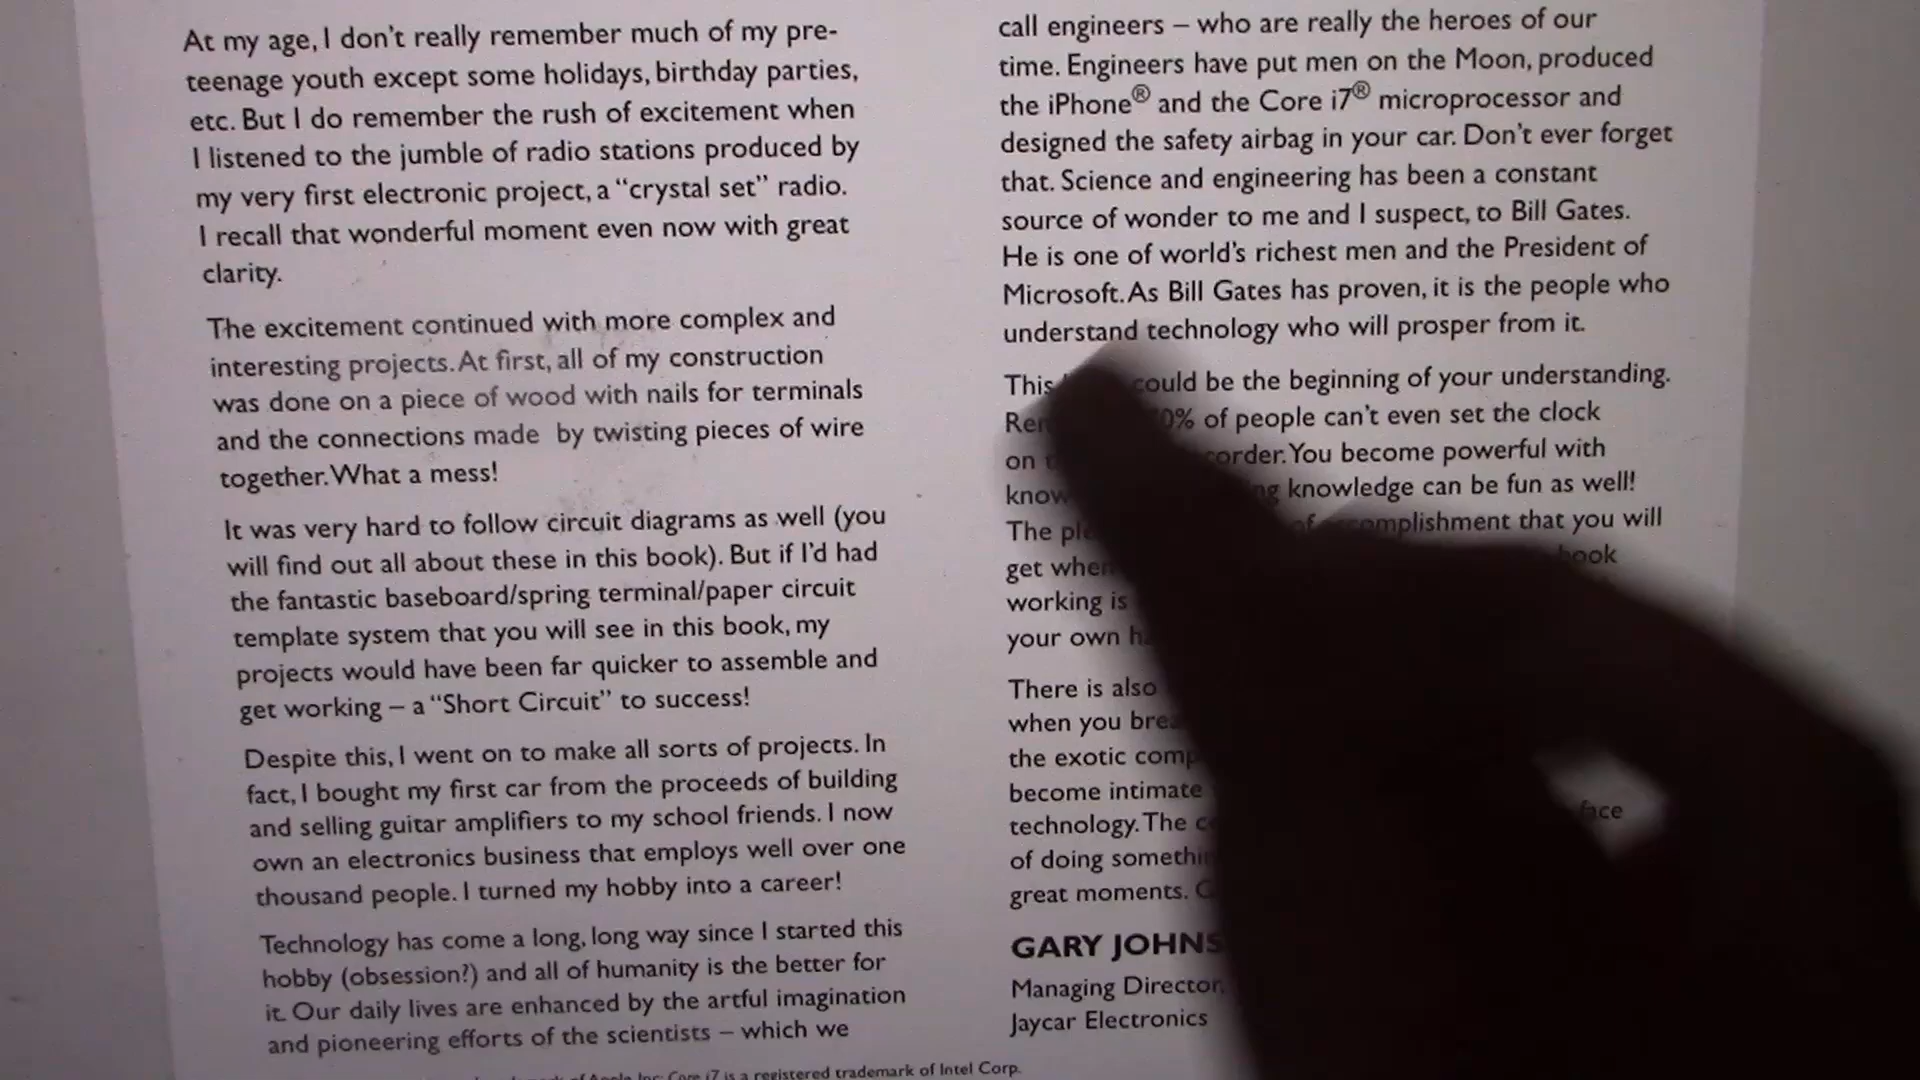 At my age, I don't really remember much of my pre-
teenage youth except some holidays, birthday parties,
etc. But I do remember the rush of excitement when
I listened to the jumble of radio stations produced by
my very first electronic project, a “crystal set” radio.
I recall that wonderful moment even now with great
clarity.
The excitement continued with more complex and
interesting projects. At first, all of my construction
was done on a piece of wood with nails for terminals
and the connections made by twisting pieces of wire
together. What a mess!
It was very hard to follow circuit diagrams as well (you
will find out all about these in this book). But if I'd had
the fantastic baseboard/spring terminal/paper circuit
template system that you will see in this book, my
projects would have been far quicker to assemble and
get working – a “Short Circuit” to success!
Despite this, I went on to make all sorts of projects. In
fact, I bought my first car from the proceeds of building
and selling guitar amplifiers to my school friends. I now
own an electronics business that employs well over one
thousand people. I turned my hobby into a career!
Technology has come a long, long way since I started this
hobby (obsession?) and all of humanity is the better for
it. Our daily lives are enhanced by the artful imagination
and pioneering efforts of the scientists – which we
call engineers – who are really the heroes of our
time. Engineers have put men on the Moon, produced
the iPhone® and the Core i7® microprocessor and
designed the safety airbag in your car. Don't ever forget
that. Science and engineering has been a constant
source of wonder to me and I suspect, to Bill Gates.
He is one of world's richest men and the President of
Microsoft. As Bill Gates has proven, it is the people who
understand technology who will prosper from it.
This could be the beginning of your understanding.
of people can't even set the clock
on You become powerful with
knowledge can be fun as well!
The of accomplishment that you will
get when book
working is
your own
There is also
when you
the exotic
become intimate
technology. The
of doing
great moments.
face
GARY
Managing Director,
Jaycar Electronics
Core i7 is a registered trademark of Intel Corp.